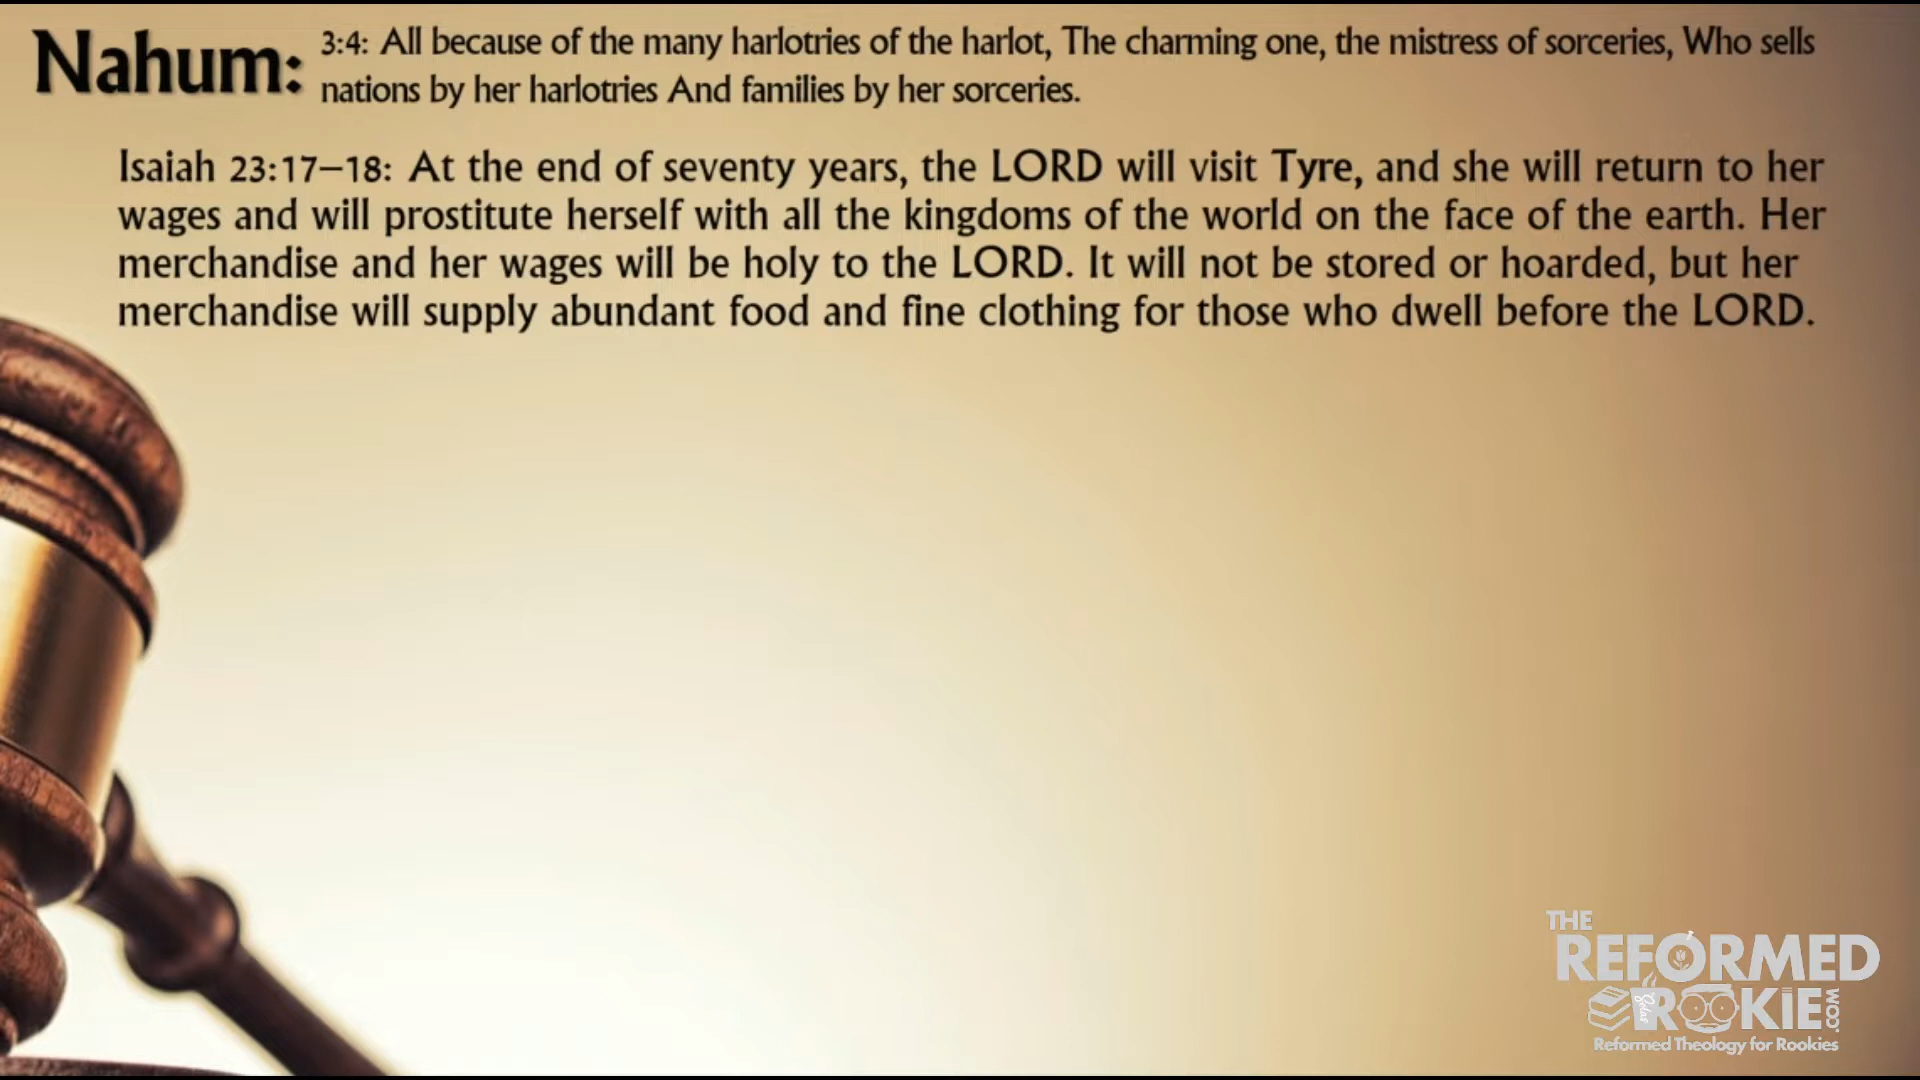 Nahum: 3:4: All because of the many harlotries of the harlot, The charming one, the mistress of sorceries, Who sells
nations by her harlotries And families by her sorceries.
Isaiah 23:17–18: At the end of seventy years, the LORD will visit Tyre, and she will return to her
wages and will prostitute herself with all the kingdoms of the world on the face of the earth. Her
merchandise and her wages will be holy to the LORD. It will not be stored or hoarded, but her
merchandise will supply abundant food and fine clothing for those who dwell before the LORD.
THE
REFORMED
ROOKIE.COM
Solas
Reformed Theology for Rookies